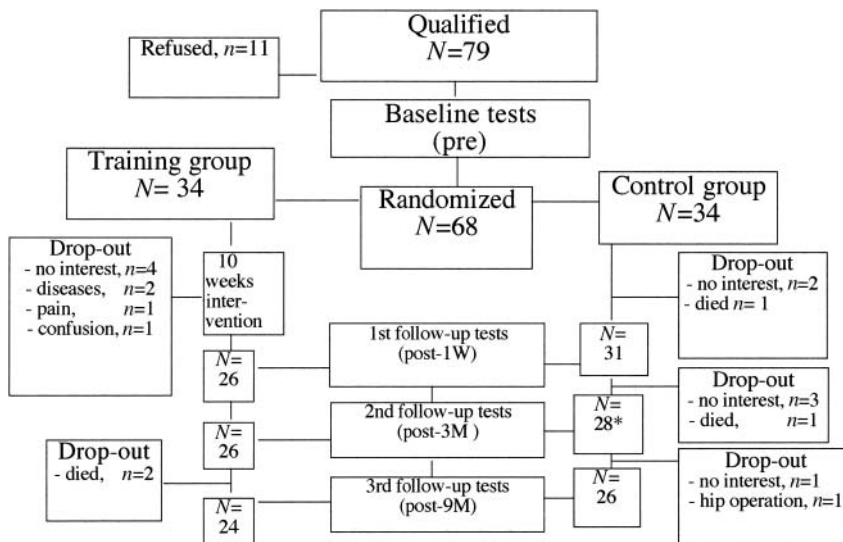 Qualified
N=79
Refused, n=11
Baseline tests
(pre)
Training group
N= 34
Randomized
N=68
Control group
N=34
Drop-out
- no interest, n=4
- diseases, n=2
- pain, n=1
- confusion, n=1
10
weeks
inter-
vention
Drop-out
- no interest, n=2
- died n= 1
1st follow-up tests
(post-1W)
N=
26
N=
31
Drop-out
- no interest, n=3
- died, n=1
2nd follow-up tests
(post-3M )
N=
26
N=
28*
Drop-out
- died, n=2
Drop-out
- no interest, n=1
- hip operation, n=1
3rd follow-up tests
(post-9M)
N=
24
N=
26